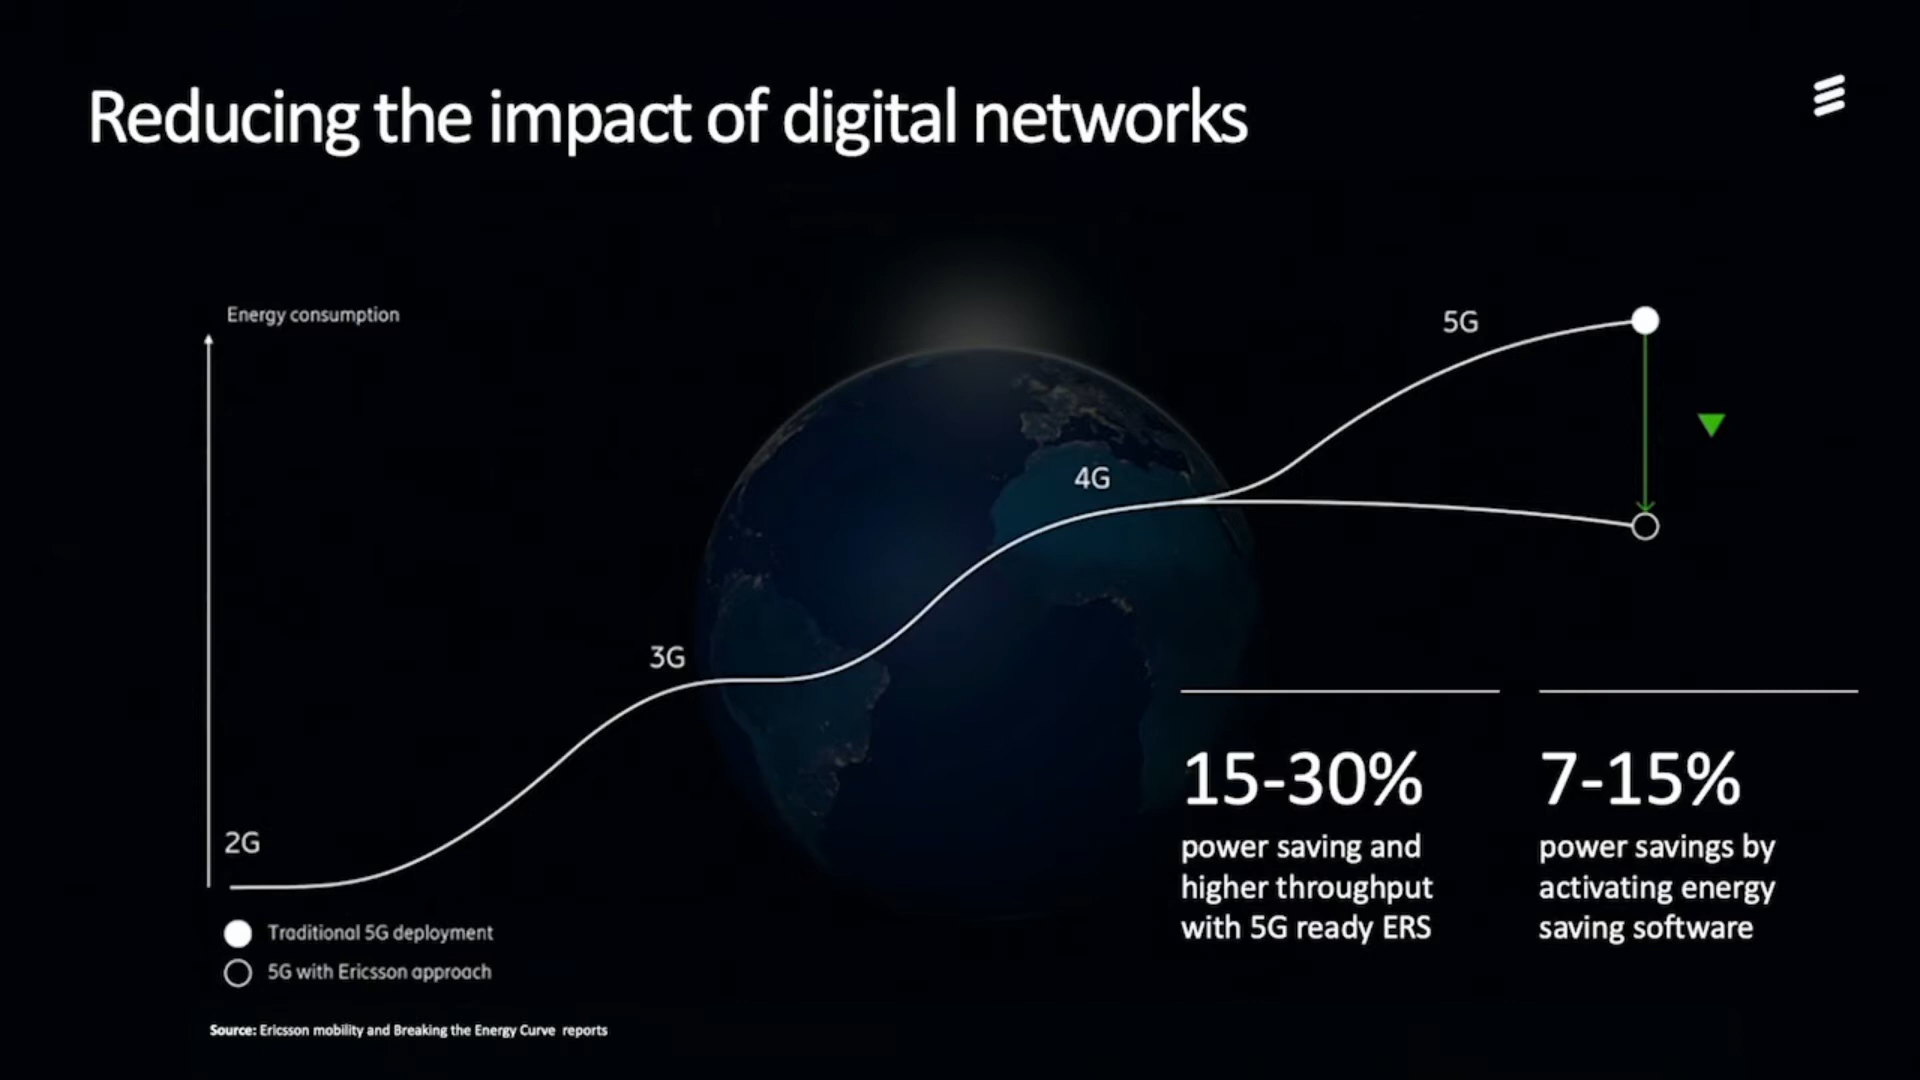 Reducing the impact of digital networks
Energy consumption
5G
4G
3G
2G
15-30%
power saving and
higher throughput
with 5G ready ERS
7-15%
power savings by
activating energy
saving software
Traditional 5G deployment
5G with Ericsson approach
Source: Ericsson mobility and Breaking the Energy Curve reports